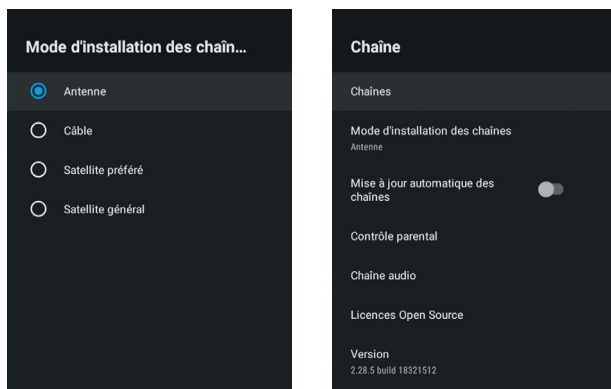 Mode d'installation des chaîn...
Antenne
Câble
Satellite préféré
Satellite général
Chaîne
Chaînes
Mode d'installation des chaînes
Antenne
Mise à jour automatique des
chaînes
Contrôle parental
Chaîne audio
Licences Open Source
Version
2.28.5 build 18321512